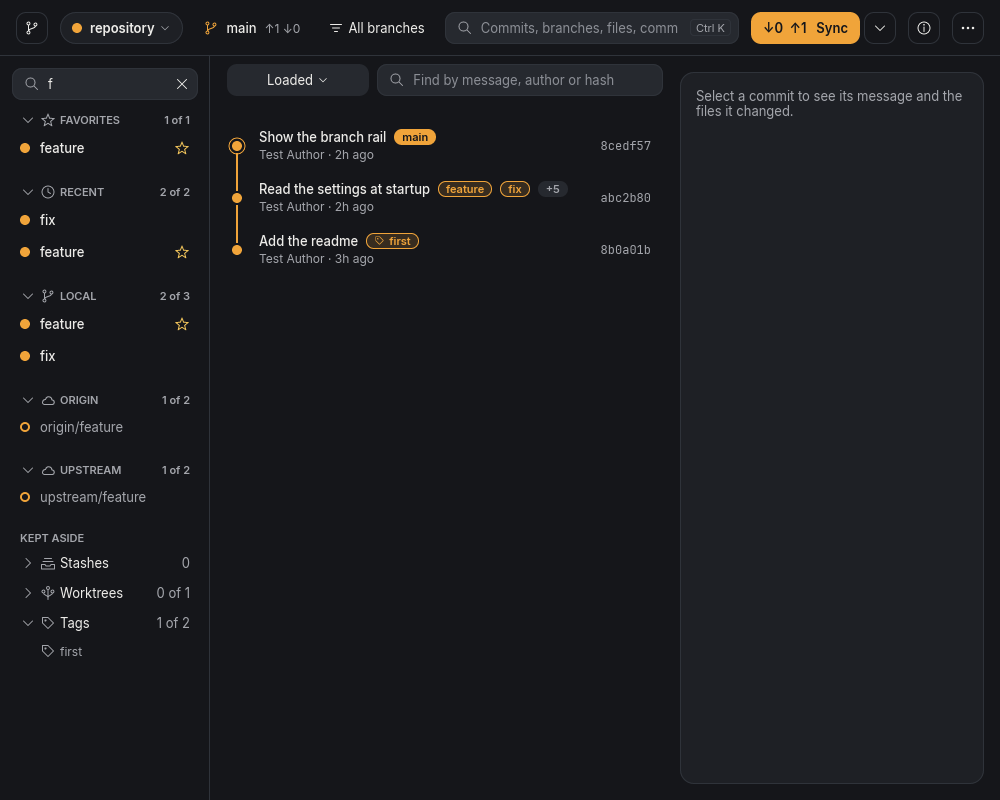 repository
main ↑1 ↓0
All branches
Commits, branches, files, comm
Ctrl K
↓0 ↑1 Sync
f
FAVORITES 1 of 1
feature
RECENT 2 of 2
fix
feature
LOCAL 2 of 3
feature
fix
ORIGIN 1 of 2
origin/feature
UPSTREAM 1 of 2
upstream/feature
KEPT ASIDE
Stashes 0
Worktrees 0 of 1
Tags 1 of 2
first
Loaded
Find by message, author or hash
Show the branch rail main
Test Author · 2h ago
8cedf57
Read the settings at startup feature fix +5
Test Author · 2h ago
abc2b80
Add the readme first
Test Author · 3h ago
8b0a01b
Select a commit to see its message and the
files it changed.